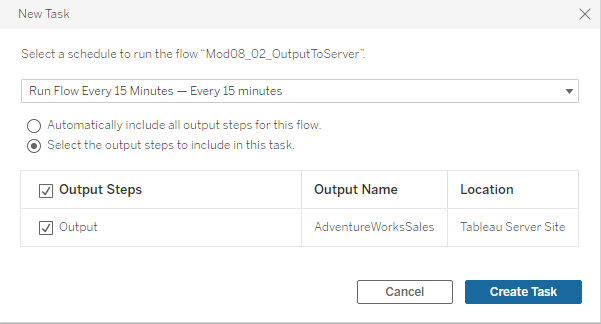 New Task
Select a schedule to run the flow “Mod08_02_OutputToServer”.
Run Flow Every 15 Minutes — Every 15 minutes
Automatically include all output steps for this flow.
Select the output steps to include in this task.
Output Steps Output Name Location
Output AdventureWorksSales Tableau Server Site
Cancel Create Task